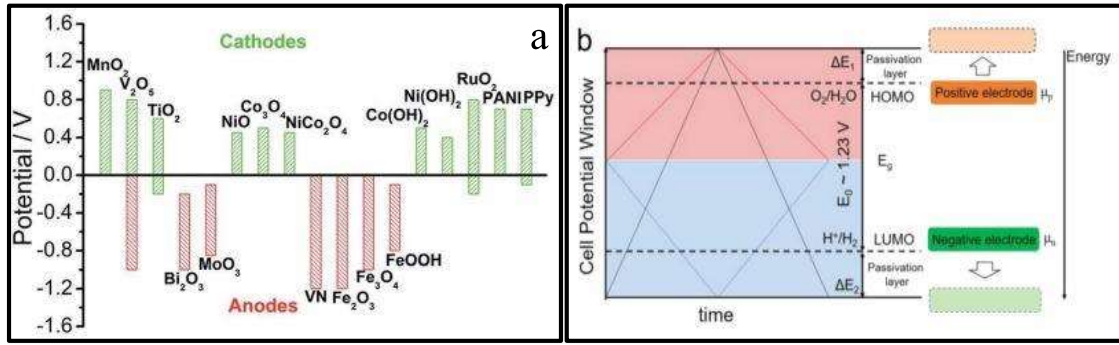 a
Cathodes
Anodes
Potential / V
1.6
1.2
0.8
0.4
0.0
-0.4
-0.8
-1.2
-1.6
MnO₂
V₂O₅
TiO₂
Bi₂O₃
MoO₃
NiO
Co₃O₄
NiCo₂O₄
VN
Fe₂O₃
Fe₃O₄
FeOOH
Co(OH)₂
Ni(OH)₂
RuO₂
PANI
PPy
b
Cell Potential Window
time
ΔE₁
Passivation
layer
O₂/H₂O
HOMO
E₀ ~ 1.23 V
E_g
H⁺/H₂
LUMO
Passivation
layer
ΔE₂
Energy
Positive electrode
μ_p
Negative electrode
μ_n